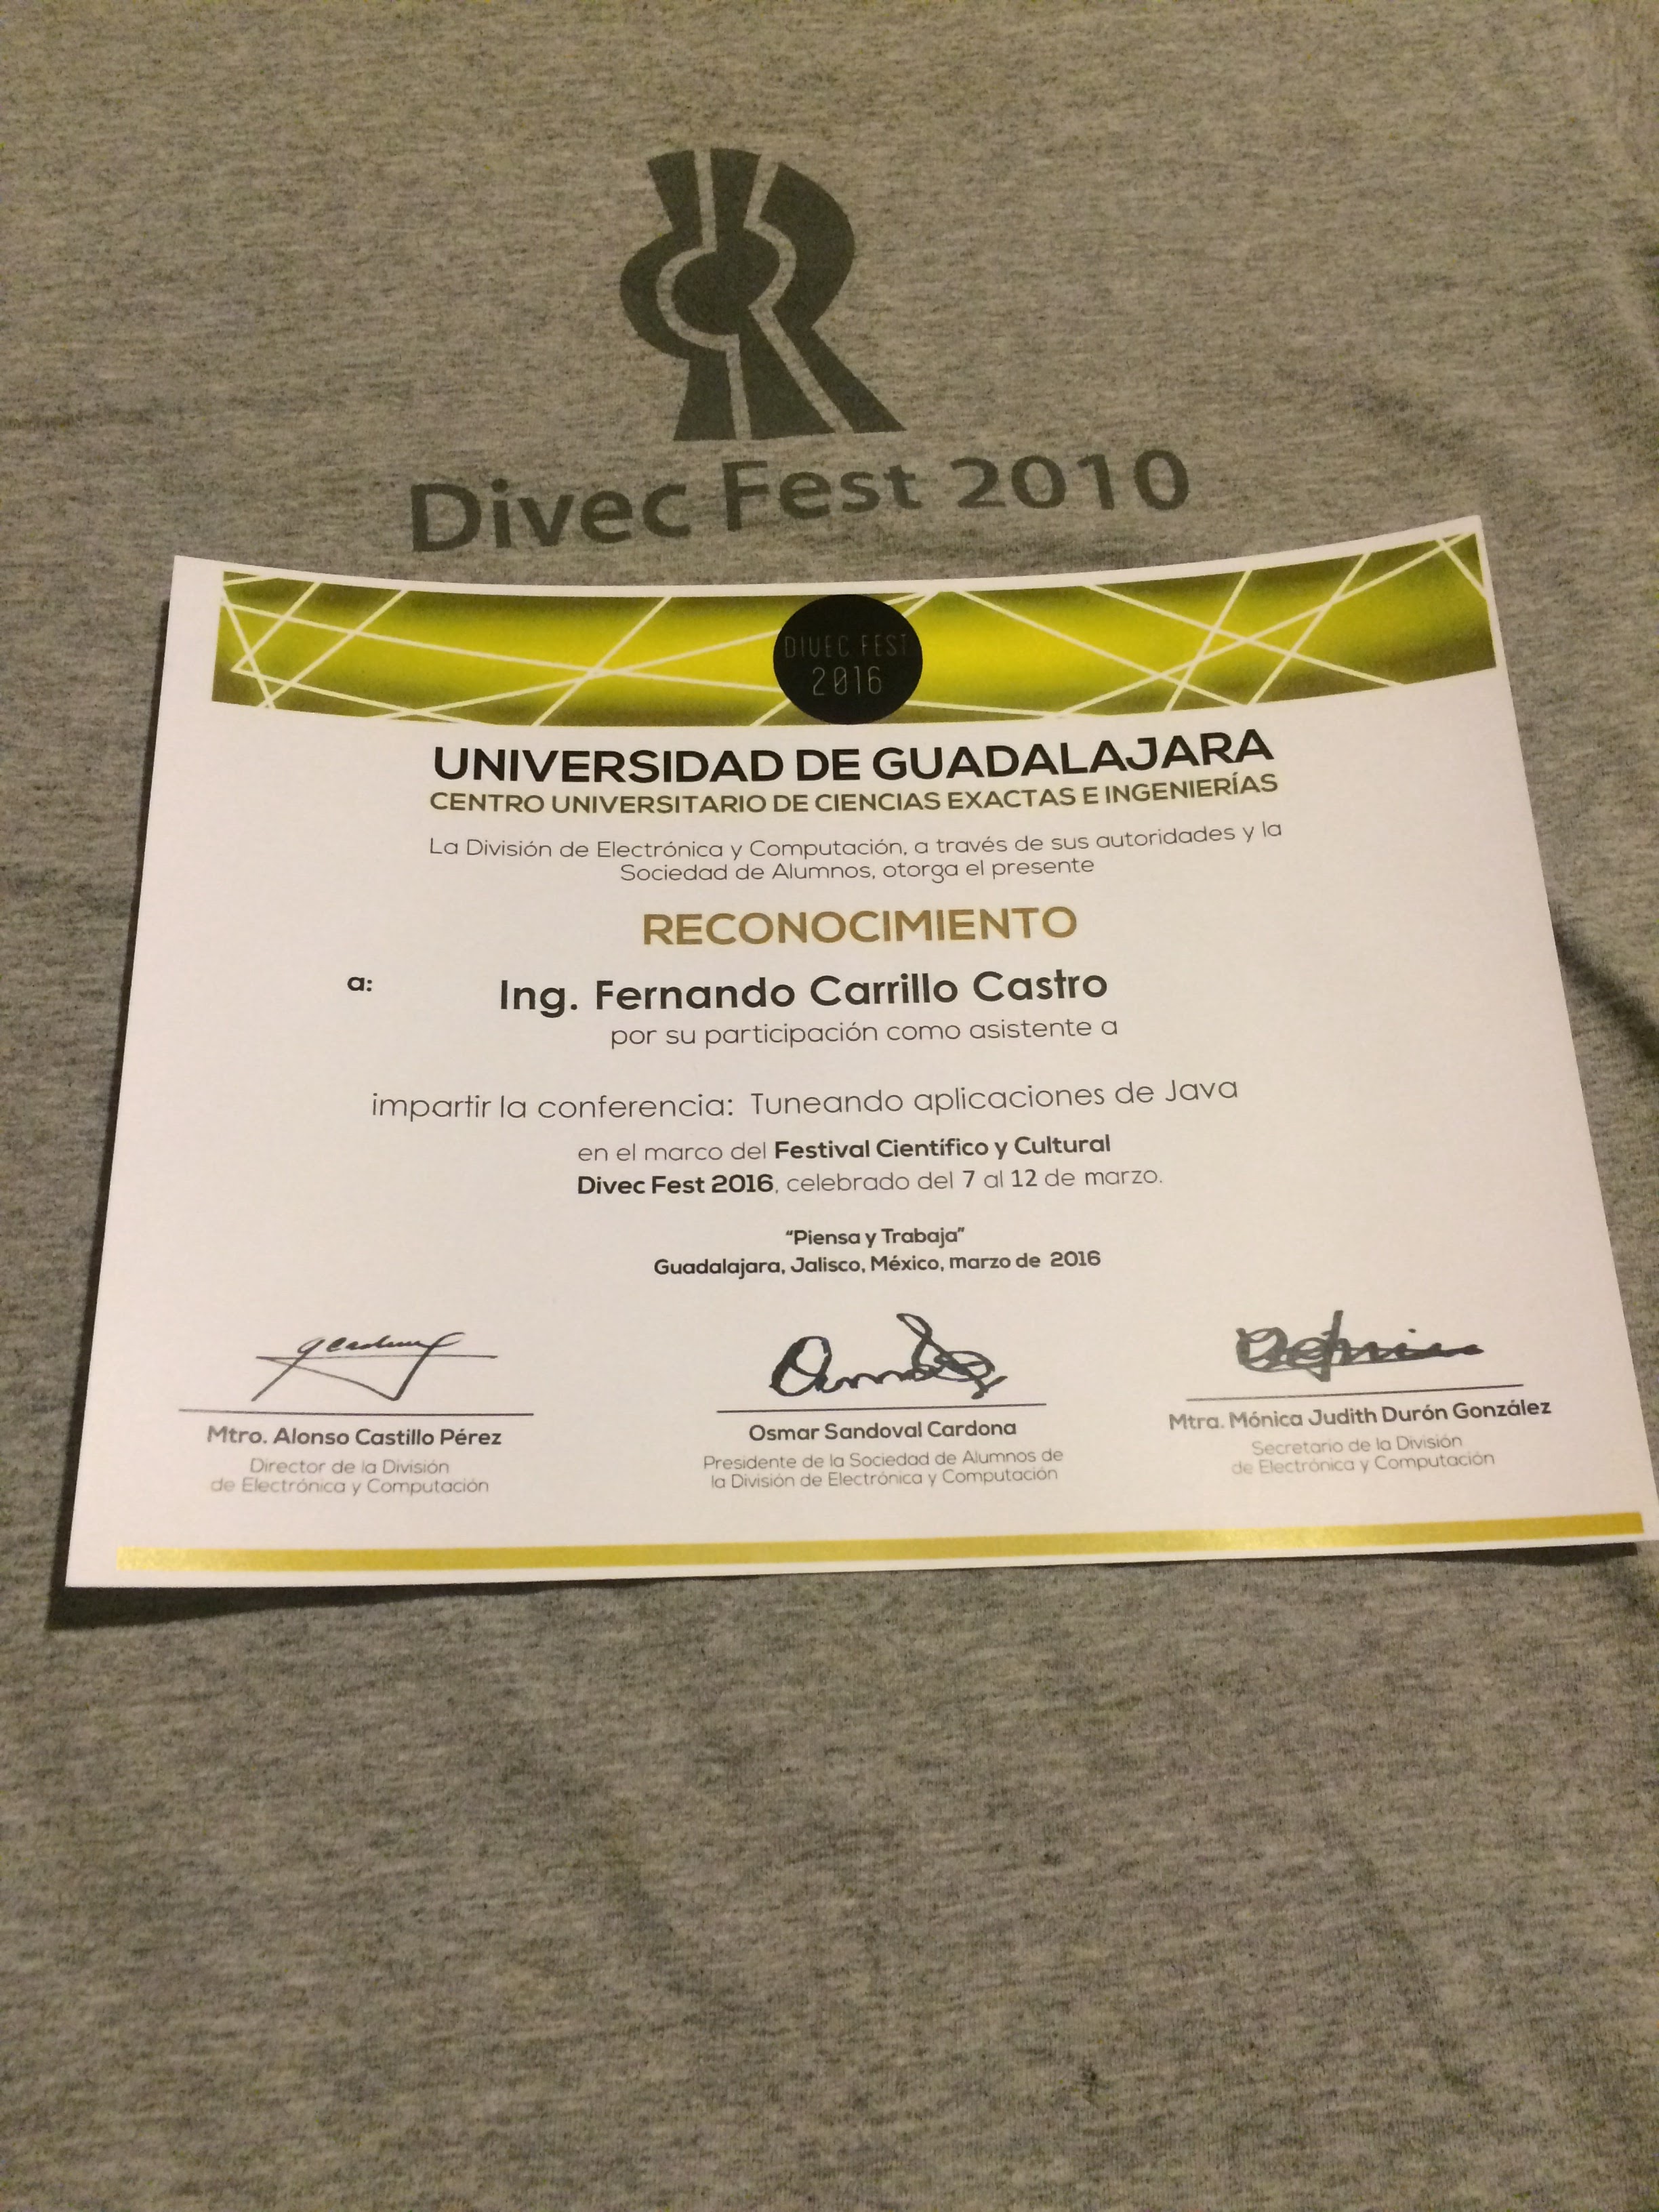 Divec Fest 2010
DIVEC FEST
2016
UNIVERSIDAD DE GUADALAJARA
CENTRO UNIVERSITARIO DE CIENCIAS EXACTAS E INGENIERÍAS
La División de Electrónica y Computación, a través de sus autoridades y la
Sociedad de Alumnos, otorga el presente
RECONOCIMIENTO
a: Ing. Fernando Carrillo Castro
por su participación como asistente a
impartir la conferencia: Tuneando aplicaciones de Java
en el marco del Festival Científico y Cultural
Divec Fest 2016, celebrado del 7 al 12 de marzo.
"Piensa y Trabaja"
Guadalajara, Jalisco, México, marzo de 2016
Mtro. Alonso Castillo Pérez
Director de la División
de Electrónica y Computación
Osmar Sandoval Cardona
Presidente de la Sociedad de Alumnos de
la División de Electrónica y Computación
Mtra. Mónica Judith Durón González
Secretario de la División
de Electrónica y Computación